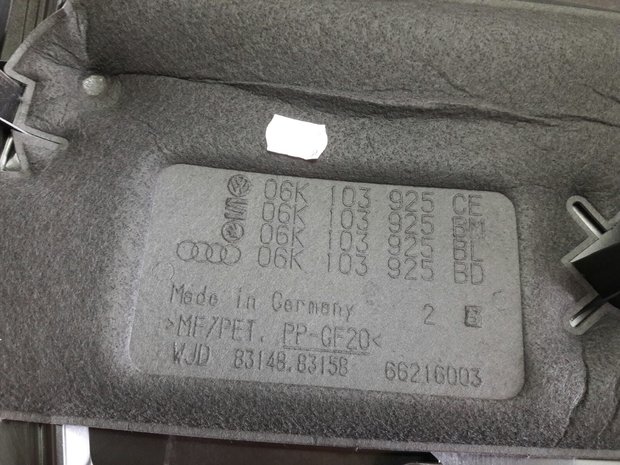 06K 103 925 CE
06K 103 925 BM
06K 103 925 BL
06K 103 925 BD
Made in Germany 2
>MF/PET. PP-GF20<
WJD 83148.83158 66216003